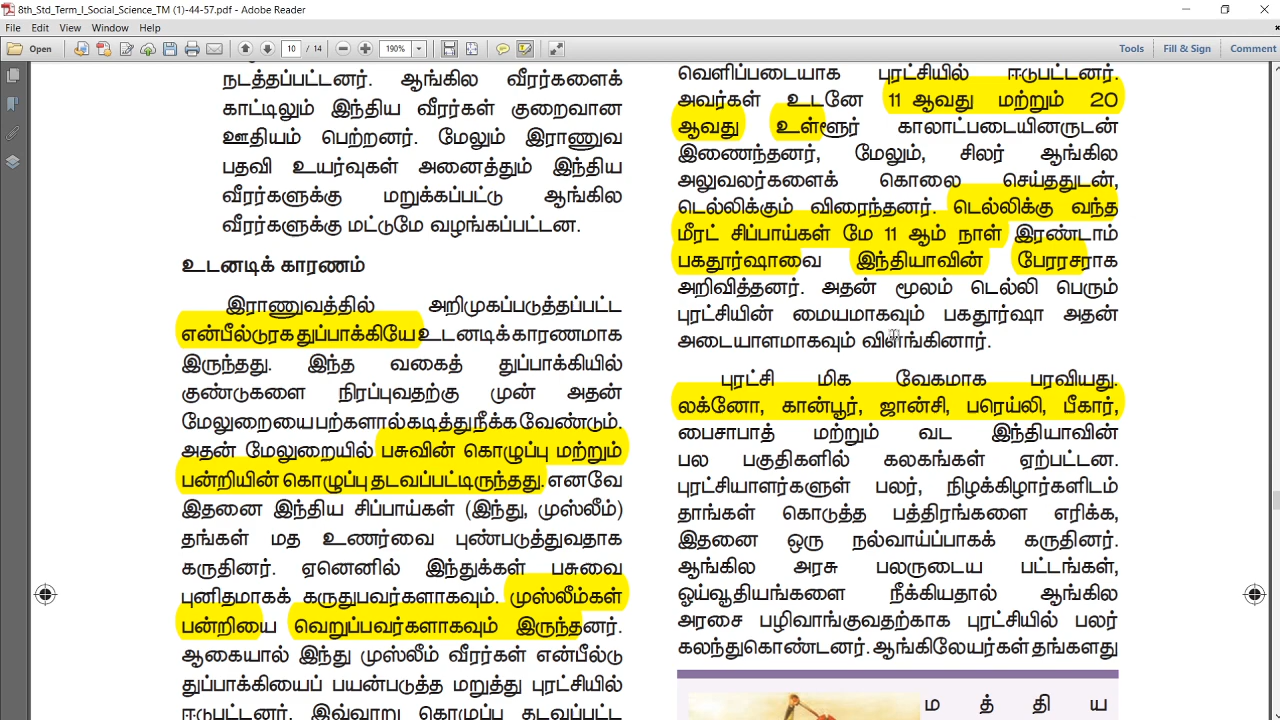 8th_Std_Term_I_Social_Science_TM (1)-44-57.pdf - Adobe Reader
File Edit View Window Help
Open 10 / 14 190% Tools Fill & Sign Comment
நடத்தப்பட்டனர். ஆங்கில வீரர்களைக்
காட்டிலும் இந்திய வீரர்கள் குறைவான
ஊதியம் பெற்றனர். மேலும் இராணுவ
பதவி உயர்வுகள் அனைத்தும் இந்திய
வீரர்களுக்கு மறுக்கப்பட்டு ஆங்கில
வீரர்களுக்கு மட்டுமே வழங்கப்பட்டன.
உடனடிக் காரணம்
இராணுவத்தில் அறிமுகப்படுத்தப்பட்ட
என்பீல்டுரக துப்பாக்கியே உடனடிக்காரணமாக
இருந்தது. இந்த வகைத் துப்பாக்கியில்
குண்டுகளை நிரப்புவதற்கு முன் அதன்
மேலுறையை பற்களால் கடித்து நீக்க வேண்டும்.
அதன் மேலுறையில் பசுவின் கொழுப்பு மற்றும்
பன்றியின் கொழுப்பு தடவப்பட்டிருந்தது. எனவே
இதனை இந்திய சிப்பாய்கள் (இந்து, முஸ்லீம்)
தங்கள் மத உணர்வை புண்படுத்துவதாக
கருதினர். ஏனெனில் இந்துக்கள் பசுவை
புனிதமாகக் கருதுபவர்களாகவும். முஸ்லீம்கள்
பன்றியை வெறுப்பவர்களாகவும் இருந்தனர்.
ஆகையால் இந்து முஸ்லீம் வீரர்கள் என்பீல்டு
துப்பாக்கியைப் பயன்படுத்த மறுத்து புரட்சியில்
ஈடுபட்டனர். இவ்வாறு கொழுப்பு தடவப்பட்ட
வெளிப்படையாக புரட்சியில் ஈடுபட்டனர்.
அவர்கள் உடனே 11 ஆவது மற்றும் 20
ஆவது உள்ளூர் காலாட்படையினருடன்
இணைந்தனர், மேலும், சிலர் ஆங்கில
அலுவலர்களைக் கொலை செய்ததுடன்,
டெல்லிக்கும் விரைந்தனர். டெல்லிக்கு வந்த
மீரட் சிப்பாய்கள் மே 11 ஆம் நாள் இரண்டாம்
பகதூர்ஷாவை இந்தியாவின் பேரரசராக
அறிவித்தனர். அதன் மூலம் டெல்லி பெரும்
புரட்சியின் மையமாகவும் பகதூர்ஷா அதன்
அடையாளமாகவும் விளங்கினார்.
புரட்சி மிக வேகமாக பரவியது.
லக்னோ, கான்பூர், ஜான்சி, பரெய்லி, பீகார்,
பைசாபாத் மற்றும் வட இந்தியாவின்
பல பகுதிகளில் கலகங்கள் ஏற்பட்டன.
புரட்சியாளர்களுள் பலர், நிழக்கிழார்களிடம்
தாங்கள் கொடுத்த பத்திரங்களை எரிக்க,
இதனை ஒரு நல்வாய்ப்பாகக் கருதினர்.
ஆங்கில அரசு பலருடைய பட்டங்கள்,
ஓய்வூதியங்களை நீக்கியதால் ஆங்கில
அரசை பழிவாங்குவதற்காக புரட்சியில் பலர்
கலந்துகொண்டனர். ஆங்கிலேயர்கள் தங்களது
ம த் தி ய